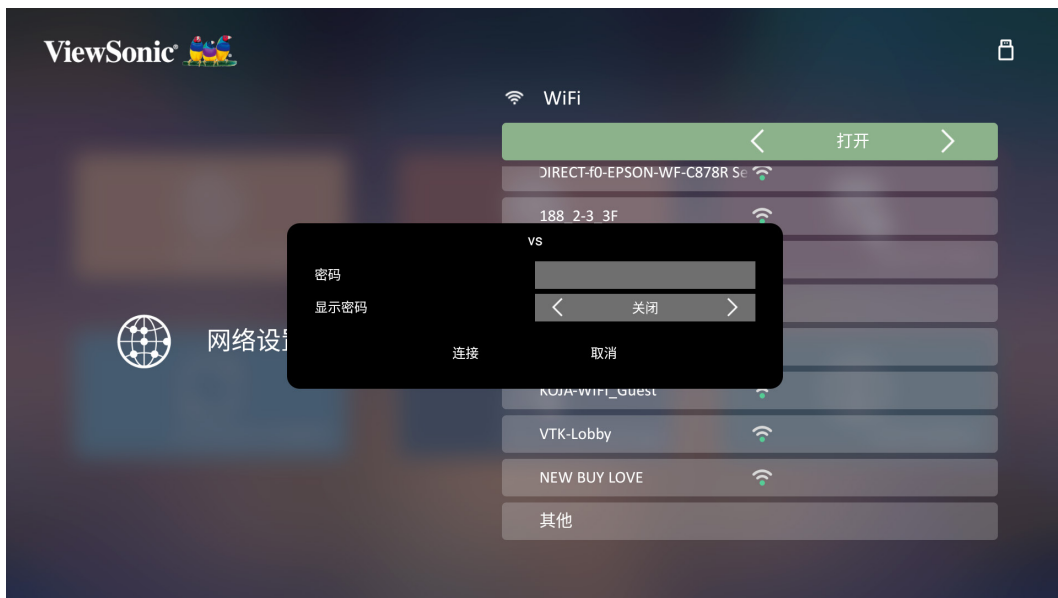 ViewSonic
WiFi
打开
DIRECT-f0-EPSON-WF-C878R Se
188_2-3_3F
vs
密码
显示密码
关闭
网络设
连接
取消
KOJA-WiFi_Guest
VTK-Lobby
NEW BUY LOVE
其他